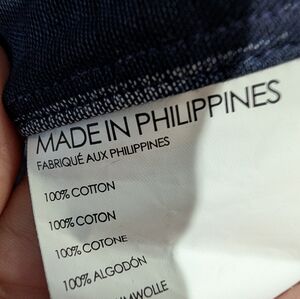 MADE IN PHILIPPINES
FABRIQUÉ AUX PHILIPPINES
100% COTTON
100% COTON
100% COTONE
100% ALGODÓN